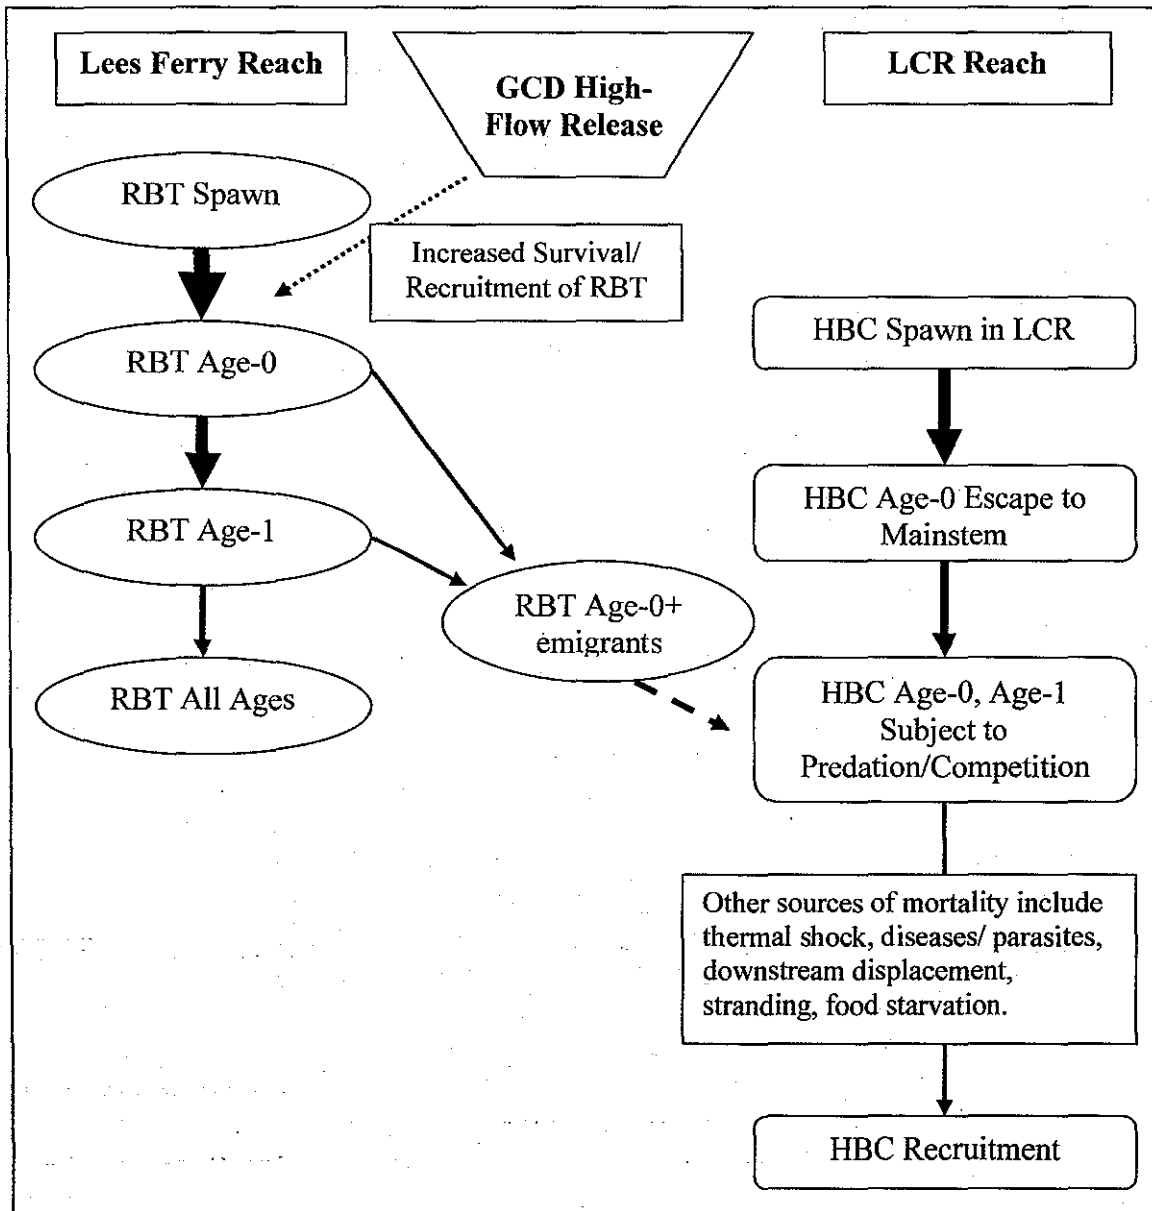 Lees Ferry Reach
GCD High-
Flow Release
LCR Reach
RBT Spawn
Increased Survival/
Recruitment of RBT
RBT Age-0
HBC Spawn in LCR
RBT Age-1
HBC Age-0 Escape to
Mainstem
RBT Age-0+
emigrants
RBT All Ages
HBC Age-0, Age-1
Subject to
Predation/Competition
Other sources of mortality include
thermal shock, diseases/ parasites,
downstream displacement,
stranding, food starvation.
HBC Recruitment